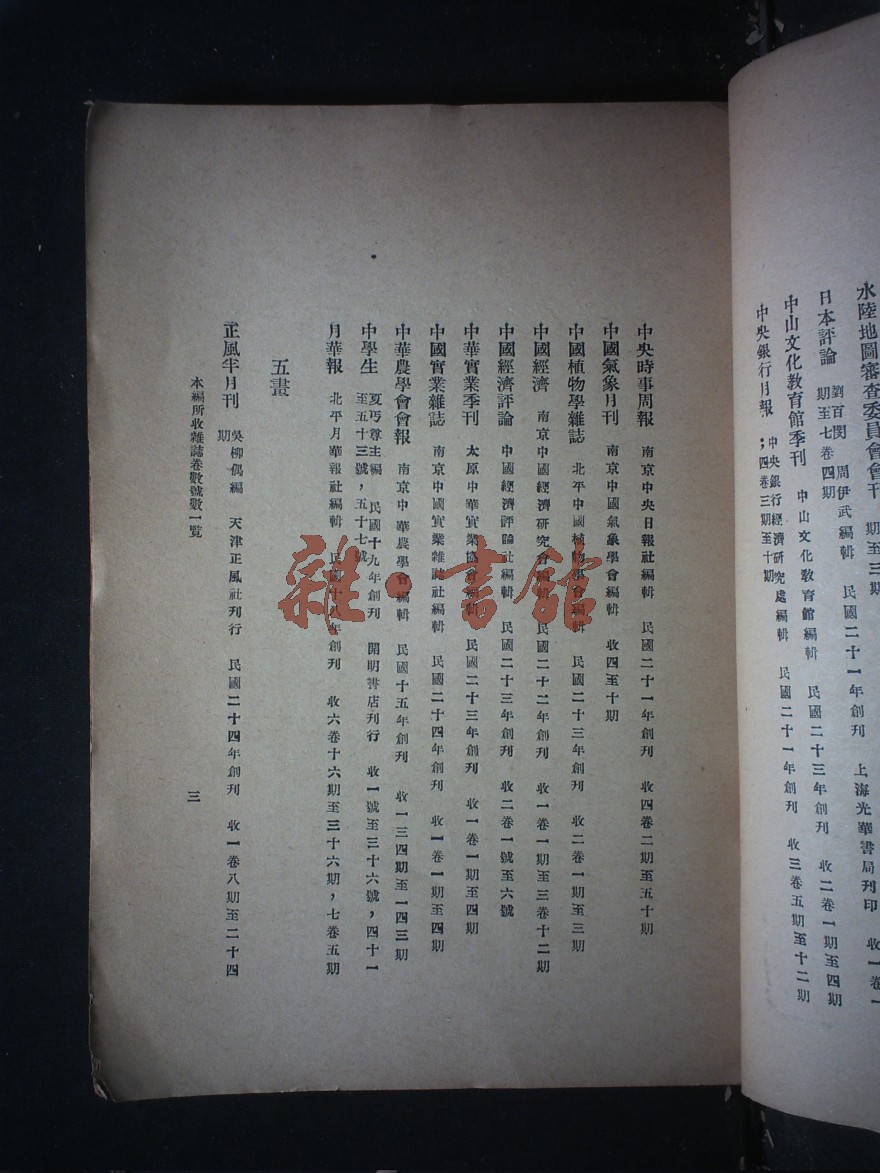 水陸地圖審查委員會會刊
期至三期
日本評論 劉百閔 周伊武編輯 民國二十一年創刊 上海光華書局刊印 收一卷一
期至七卷四期
中山文化教育館季刊 中山文化教育館編輯 民國二十三年創刊 收二卷一期至四期
中央銀行月報 中央銀行經濟研究處編輯 民國二十一年創刊 收三卷五期至十二期
；四卷三期至十期
中央時事周報 南京中央日報社編輯 民國二十一年創刊 收四卷二期至五十期
中國氣象月刊 南京中國氣象學會編輯 收四至十期
中國植物學雜誌 北平中國植物學會編輯 民國二十三年創刊 收二卷一期至三期
中國經濟 南京中國經濟研究會編輯 民國二十二年創刊 收一卷一期至三卷十二期
中國經濟評論 中國經濟評論社編輯 民國二十三年創刊 收二卷一號至六號
中華實業季刊 太原中華實業協會編輯 民國二十三年創刊 收一卷一期至四期
中國實業雜誌 南京中國實業雜誌社編輯 民國二十四年創刊 收一卷一期至四期
中華農學會會報 南京中華農學會編輯 民國十五年創刊 收一三四期至一四三期
中學生 夏丏尊主編 民國十九年創刊 開明書店刊行 收一號至三十六號，四十一
至五十三號，五十七號
月華報 北平月華報社編輯 民國十八年創刊 收六卷十六期至三十六期，七卷五期
五畫
正風半月刊 吳柳隅編 天津正風社刊行 民國二十四年創刊 收一卷八期至二十四
期
本編所收雜誌卷數號數一覽 三
雜·書館